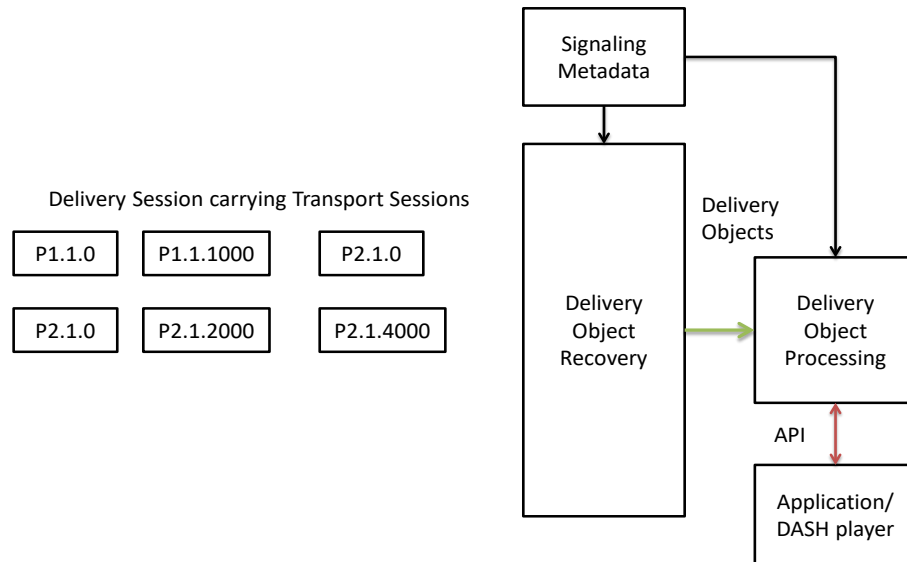 Signaling
Metadata
Delivery Session carrying Transport Sessions
P1.1.0
P1.1.1000
P2.1.0
P2.1.0
P2.1.2000
P2.1.4000
Delivery
Objects
Delivery
Object
Recovery
Delivery
Object
Processing
API
Application/
DASH player